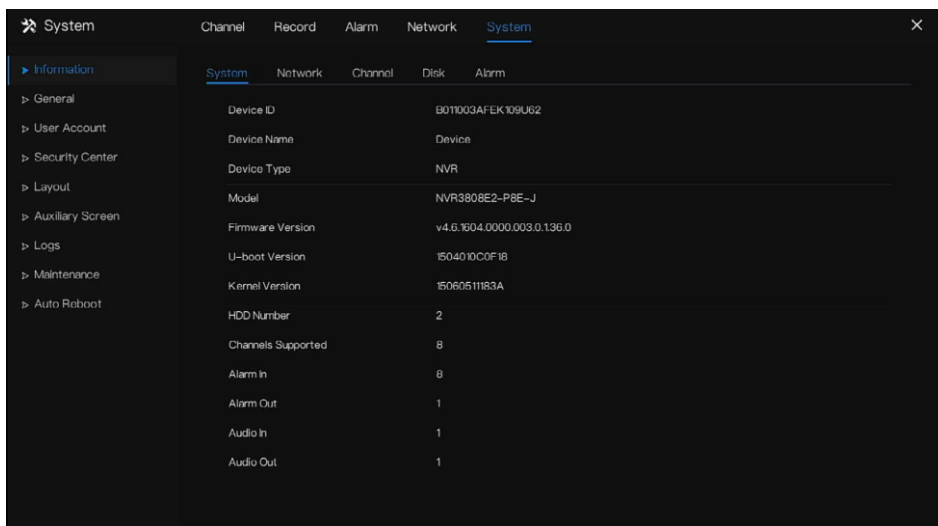 System Channel Record Alarm Network System
Information
General
User Account
Security Center
Layout
Auxiliary Screen
Logs
Maintenance
Auto Reboot
System Network Channel Disk Alarm
Device ID B011003AFEK109U62
Device Name Device
Device Type NVR
Model NVR3808E2-P8E-J
Firmware Version v4.6.1604.0000.003.0.1.36.0
U-boot Version 1504010C0F18
Kernel Version 15060511183A
HDD Number 2
Channels Supported 8
Alarm In 8
Alarm Out 1
Audio In 1
Audio Out 1